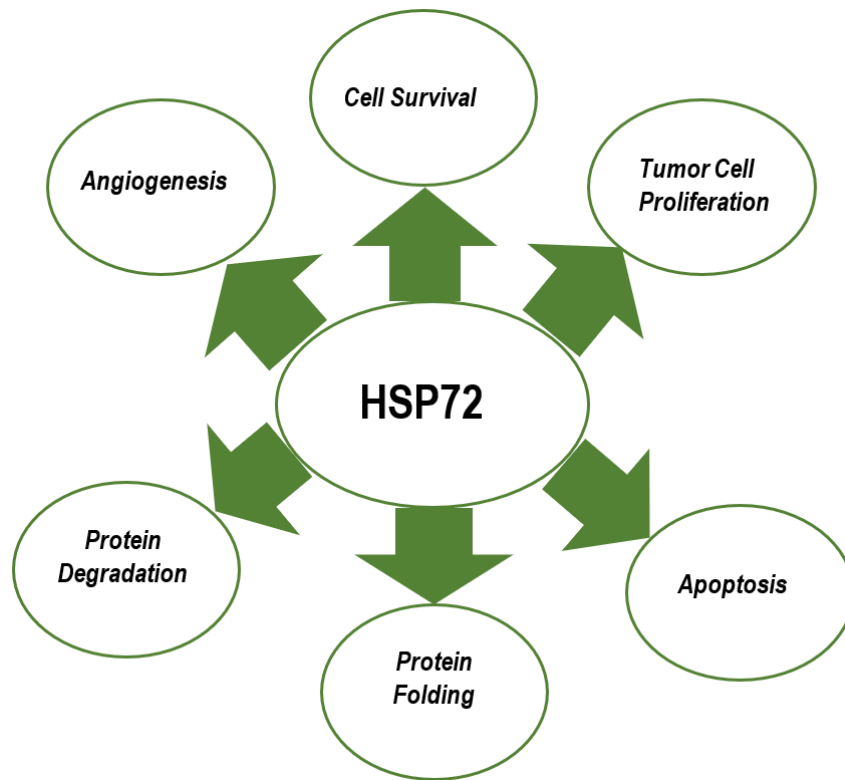 Cell Survival
Angiogenesis
Tumor Cell
Proliferation
HSP72
Protein
Degradation
Apoptosis
Protein
Folding